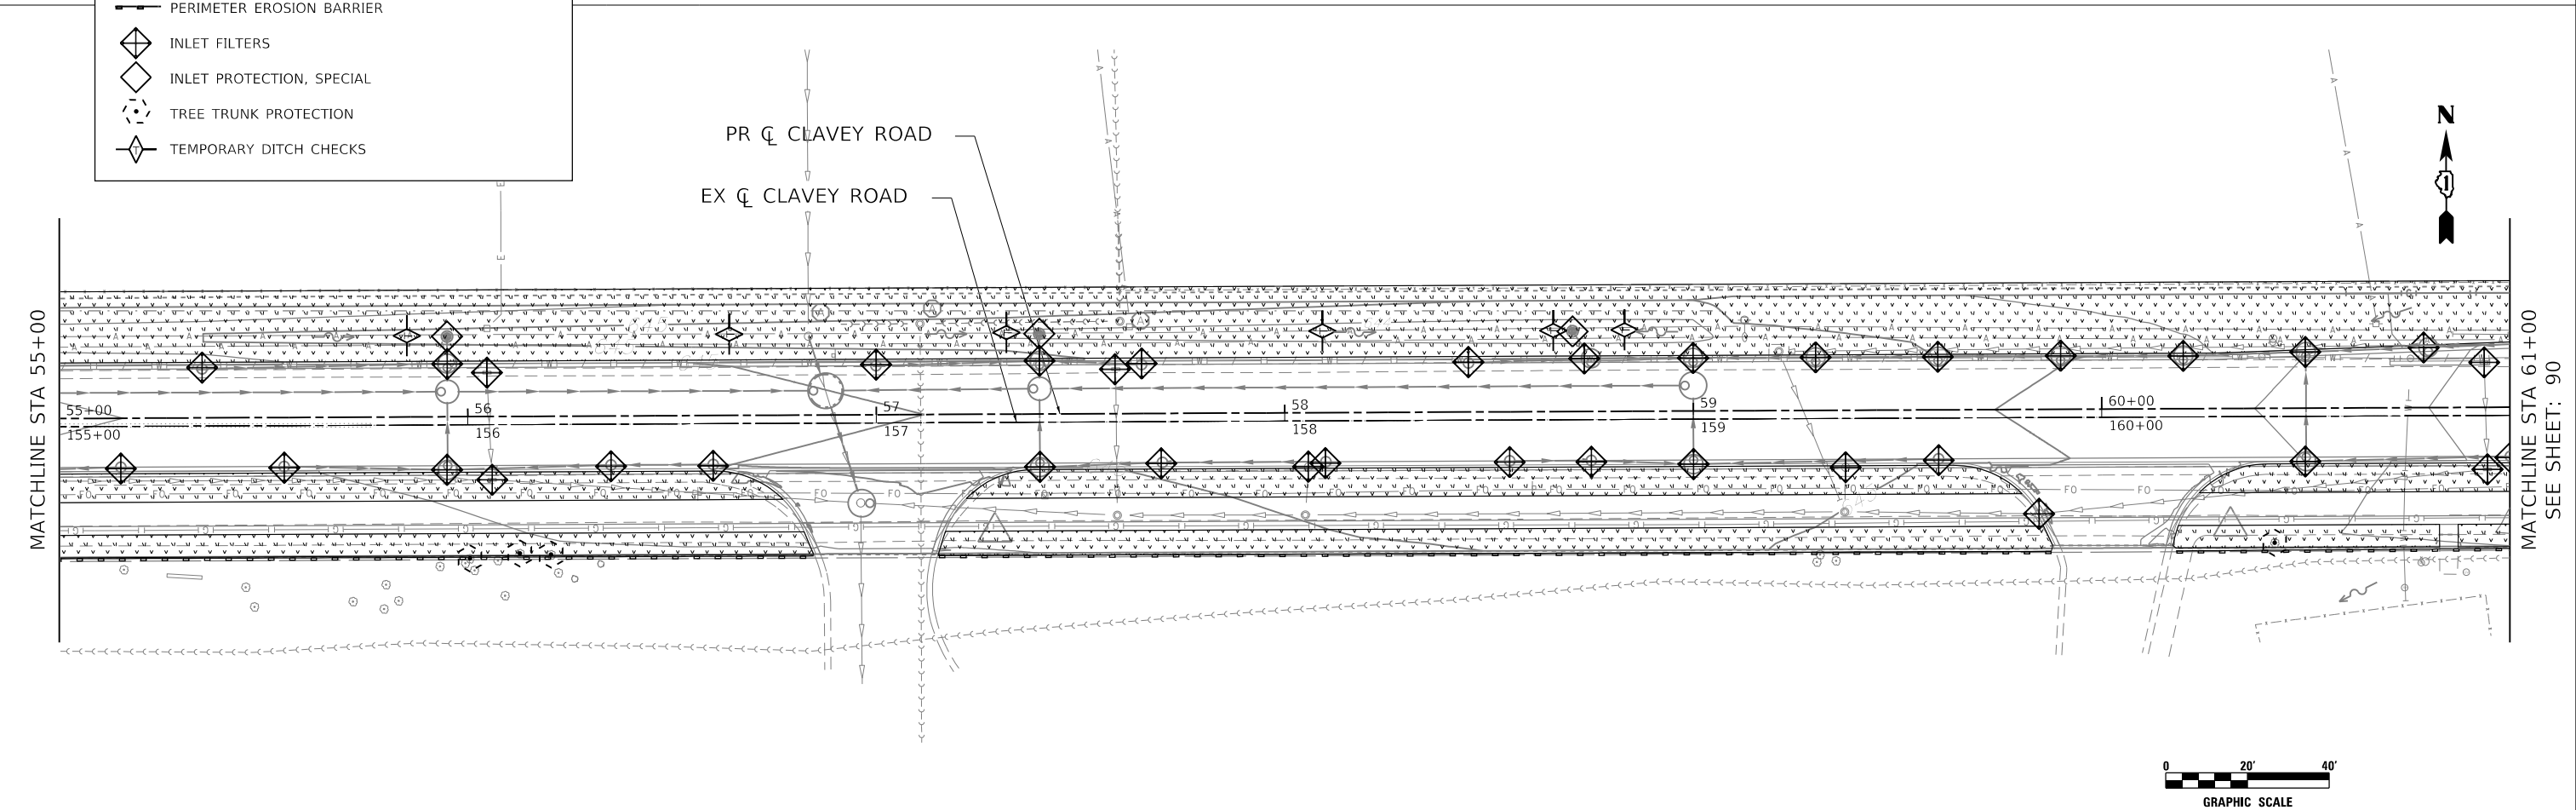 PERIMETER EROSION BARRIER
INLET FILTERS
INLET PROTECTION, SPECIAL
TREE TRUNK PROTECTION
T TEMPORARY DITCH CHECKS
PR ℄ CLAVEY ROAD
EX ℄ CLAVEY ROAD
N
MATCHLINE STA 55+00
MATCHLINE STA 61+00
SEE SHEET: 90
55+00
56
57
58
59
60+00
155+00
156
157
158
159
160+00
FO FO FO
0 20' 40'
GRAPHIC SCALE